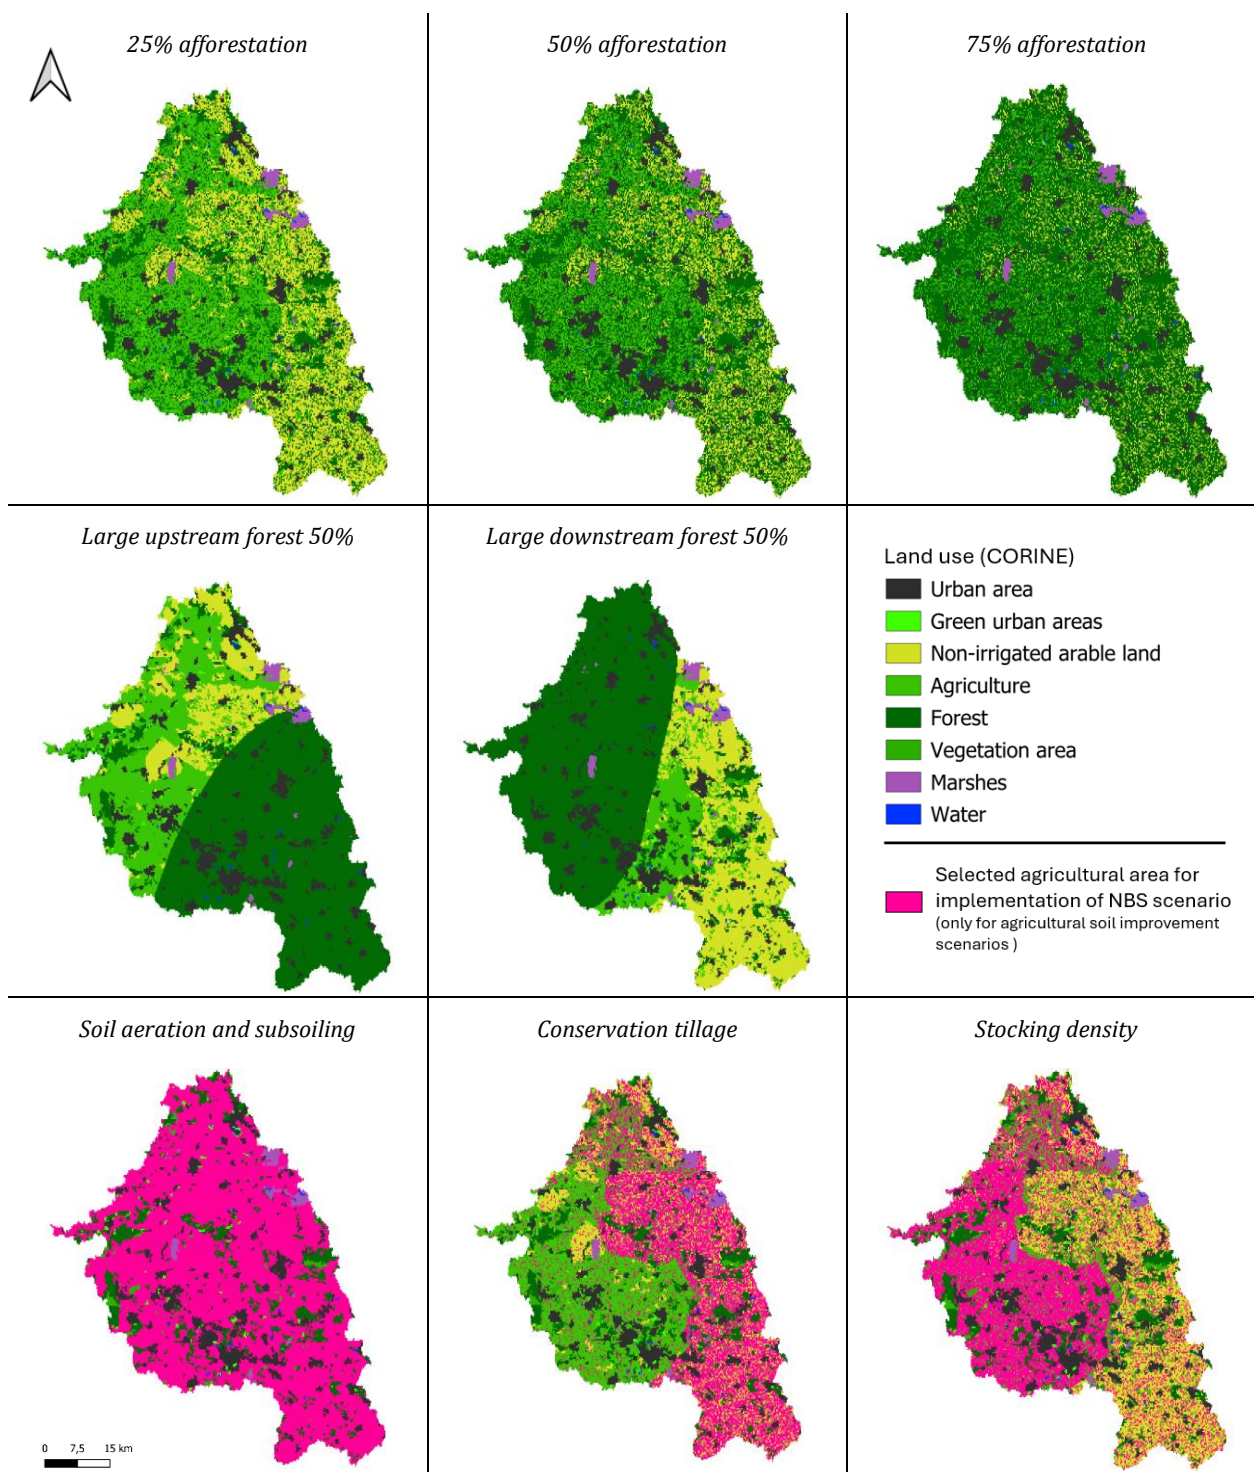 25% afforestation
50% afforestation
75% afforestation
Large upstream forest 50%
Large downstream forest 50%
Land use (CORINE)
Urban area
Green urban areas
Non-irrigated arable land
Agriculture
Forest
Vegetation area
Marshes
Water
Selected agricultural area for
implementation of NBS scenario
(only for agricultural soil improvement
scenarios )
Soil aeration and subsoiling
Conservation tillage
Stocking density
0 7,5 15 km